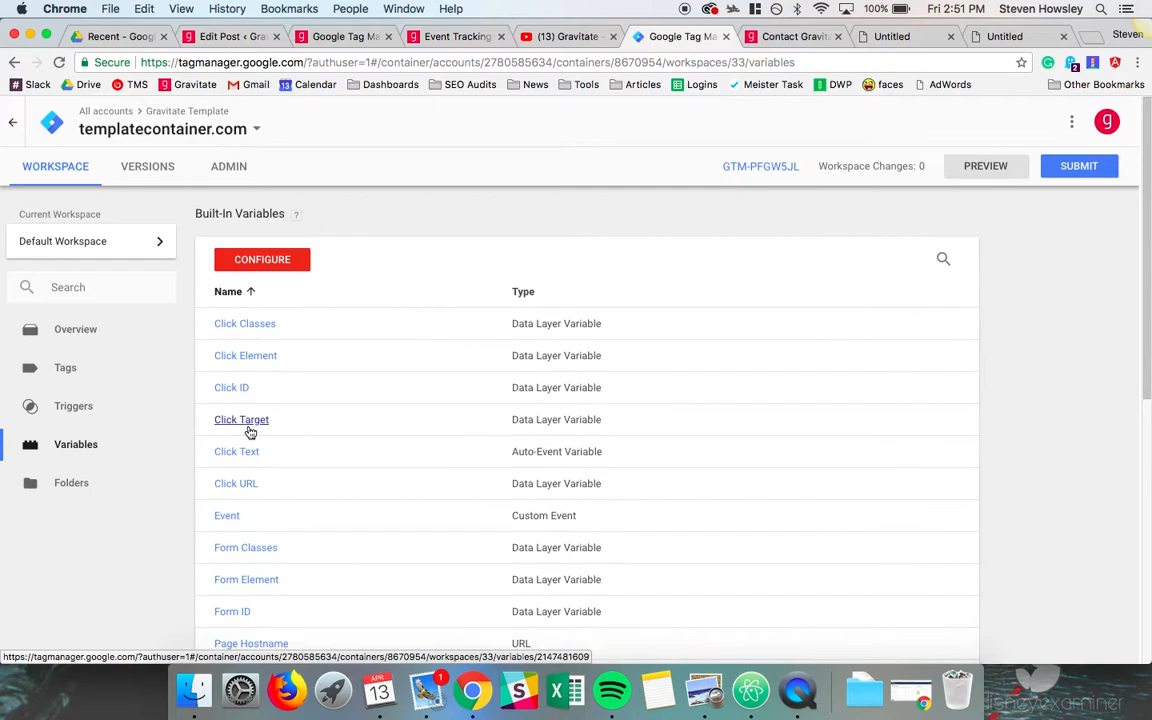 Chrome File Edit View History Bookmarks People Window Help 100% Fri 2:51 PM Steven Howsley
Recent - Googl Edit Post ‹ Gra Google Tag Ma Event Tracking (13) Gravitate - Google Tag Ma Contact Gravita Untitled Untitled Steven
Secure https://tagmanager.google.com/?authuser=1#/container/accounts/2780585634/containers/8670954/workspaces/33/variables
Slack Drive TMS Gravitate Gmail 13 Calendar Dashboards SEO Audits News Tools Articles Logins Meister Task DWP faces AdWords Other Bookmarks
All accounts > Gravitate Template
templatecontainer.com
g
WORKSPACE VERSIONS ADMIN GTM-PFGW5JL Workspace Changes: 0 PREVIEW SUBMIT
Current Workspace
Default Workspace
Search
Overview
Tags
Triggers
Variables
Folders
Built-In Variables ?
CONFIGURE
Name Type
Click Classes Data Layer Variable
Click Element Data Layer Variable
Click ID Data Layer Variable
Click Target Data Layer Variable
Click Text Auto-Event Variable
Click URL Data Layer Variable
Event Custom Event
Form Classes Data Layer Variable
Form Element Data Layer Variable
Form ID Data Layer Variable
Page Hostname URL
https://tagmanager.google.com/?authuser=1#/container/accounts/2780585634/containers/8670954/workspaces/33/variables/2147481609
APR
13
1